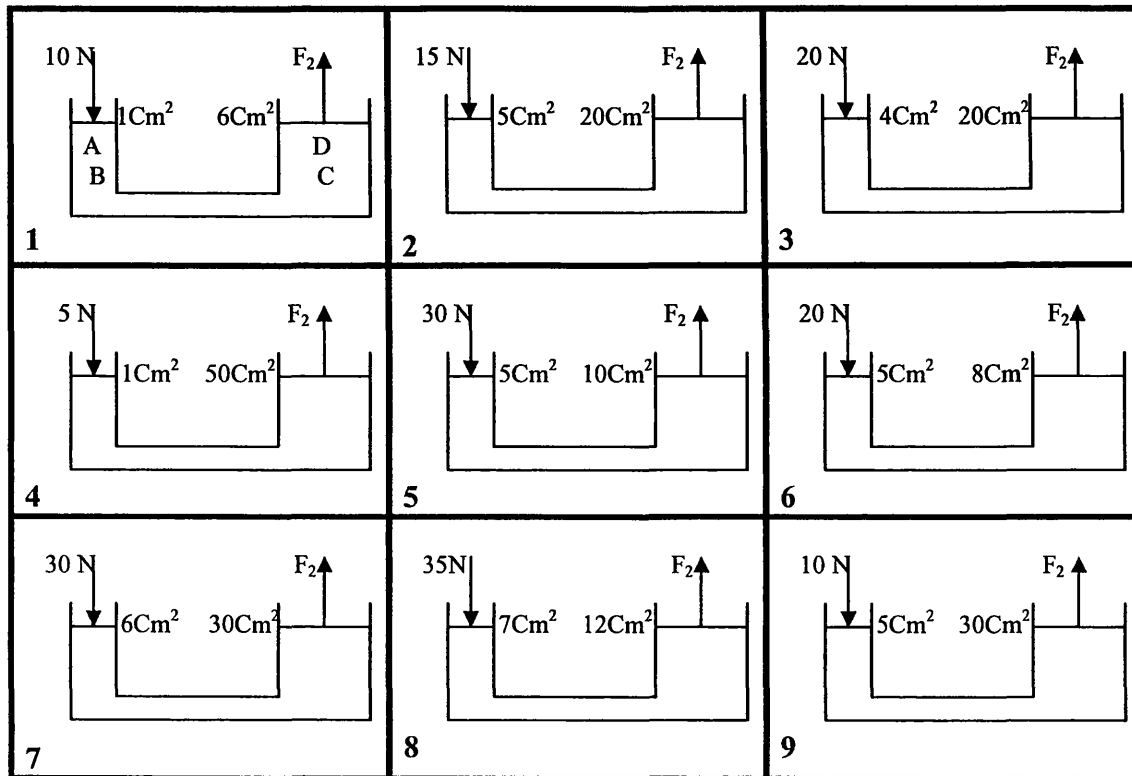 10 N F₂
1Cm² 6Cm²
A D
B C
1
15 N F₂
5Cm² 20Cm²
2
20 N F₂
4Cm² 20Cm²
3
5 N F₂
1Cm² 50Cm²
4
30 N F₂
5Cm² 10Cm²
5
20 N F₂
5Cm² 8Cm²
6
30 N F₂
6Cm² 30Cm²
7
35N F₂
7Cm² 12Cm²
8
10 N F₂
5Cm² 30Cm²
9